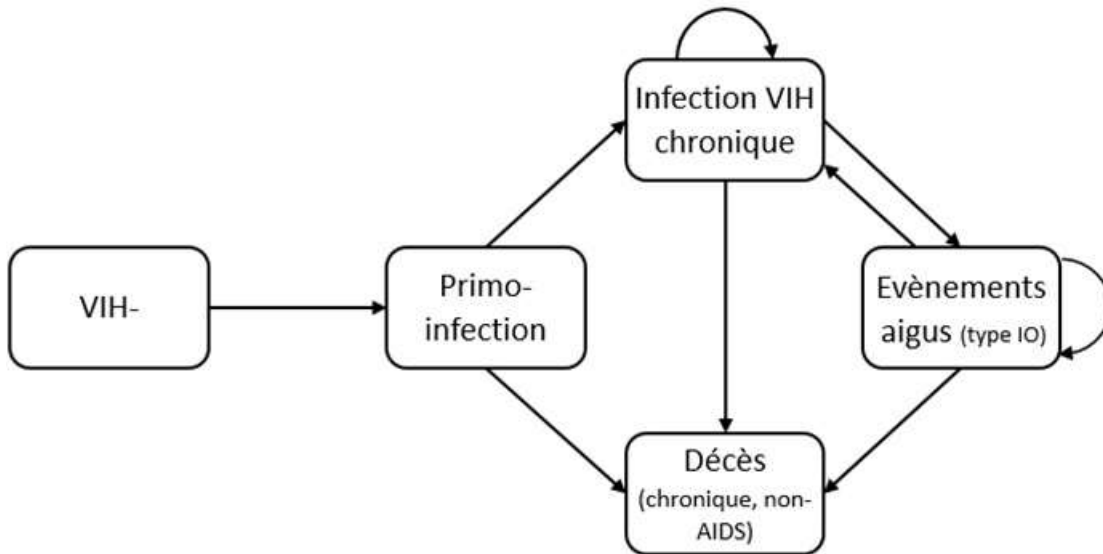 Infection VIH
chronique
VIH-
Primo-
infection
Evènements
aigus (type IO)
Décès
(chronique, non-
AIDS)